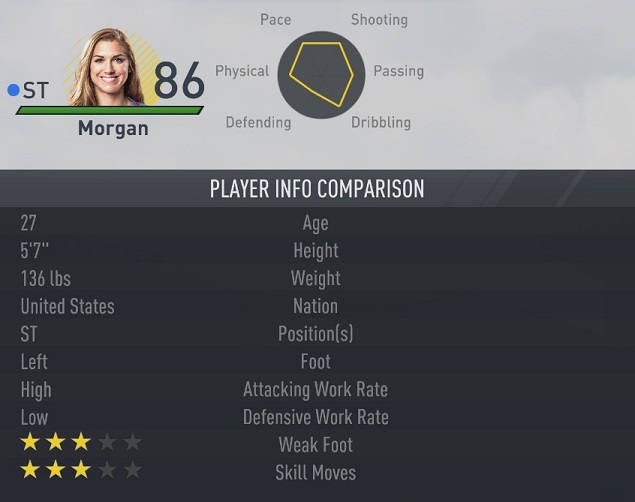 Pace Shooting
ST 86 Physical Passing
Morgan Defending Dribbling
PLAYER INFO COMPARISON
27 Age
5'7" Height
136 lbs Weight
United States Nation
ST Position(s)
Left Foot
High Attacking Work Rate
Low Defensive Work Rate
Weak Foot
Skill Moves